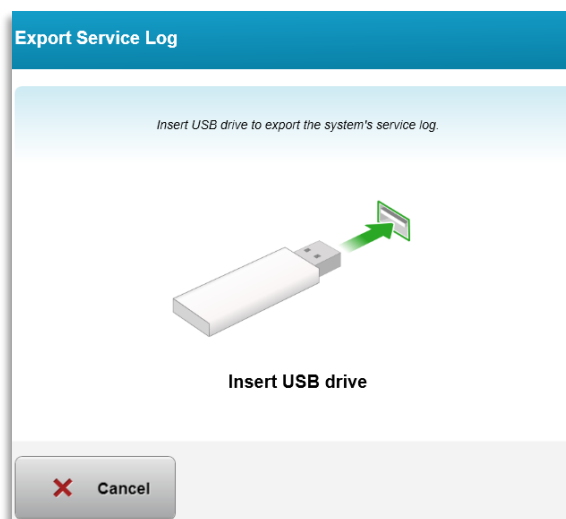 Export Service Log
Insert USB drive to export the system's service log.
Insert USB drive
Cancel